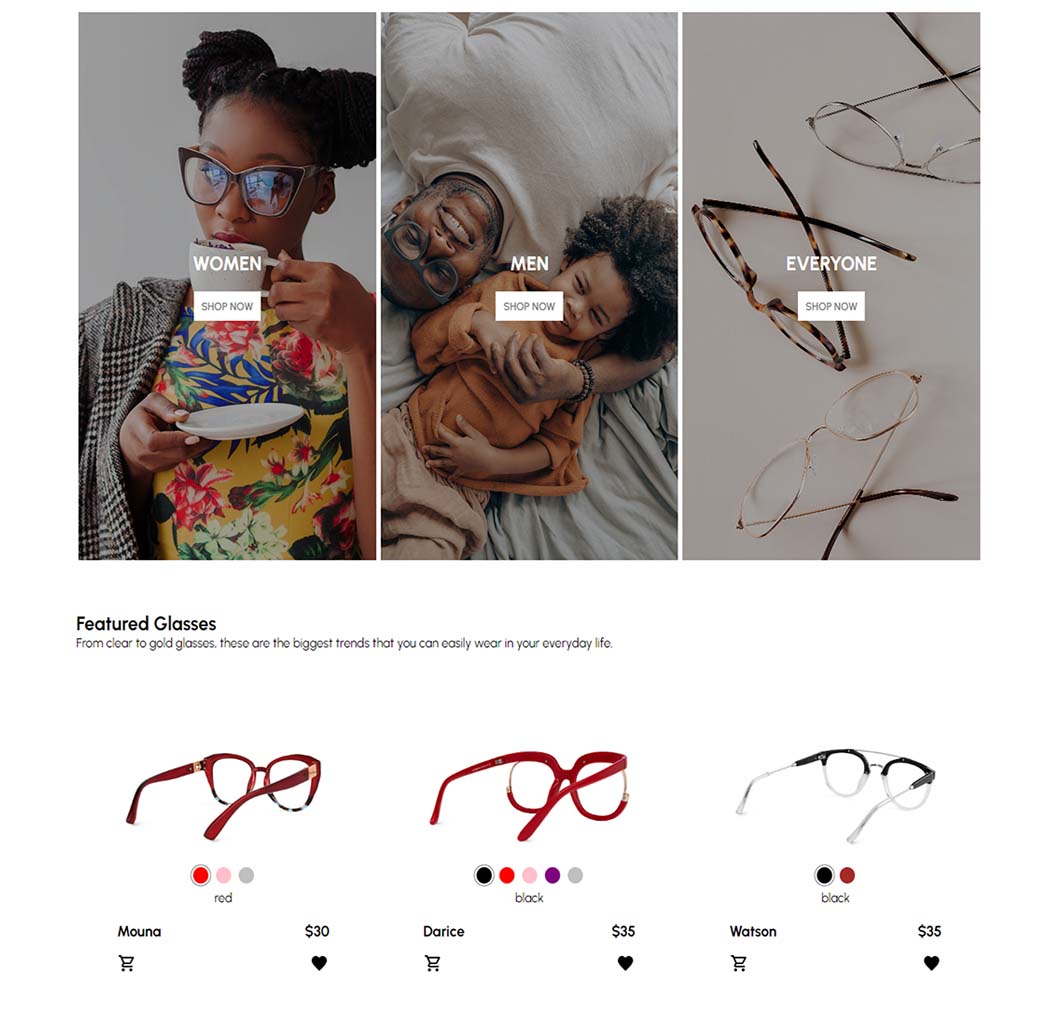 WOMEN
SHOP NOW
MEN
SHOP NOW
EVERYONE
SHOP NOW
Featured Glasses
From clear to gold glasses, these are the biggest trends that you can easily wear in your everyday life.
red
Mouna $30
black
Darice $35
black
Watson $35